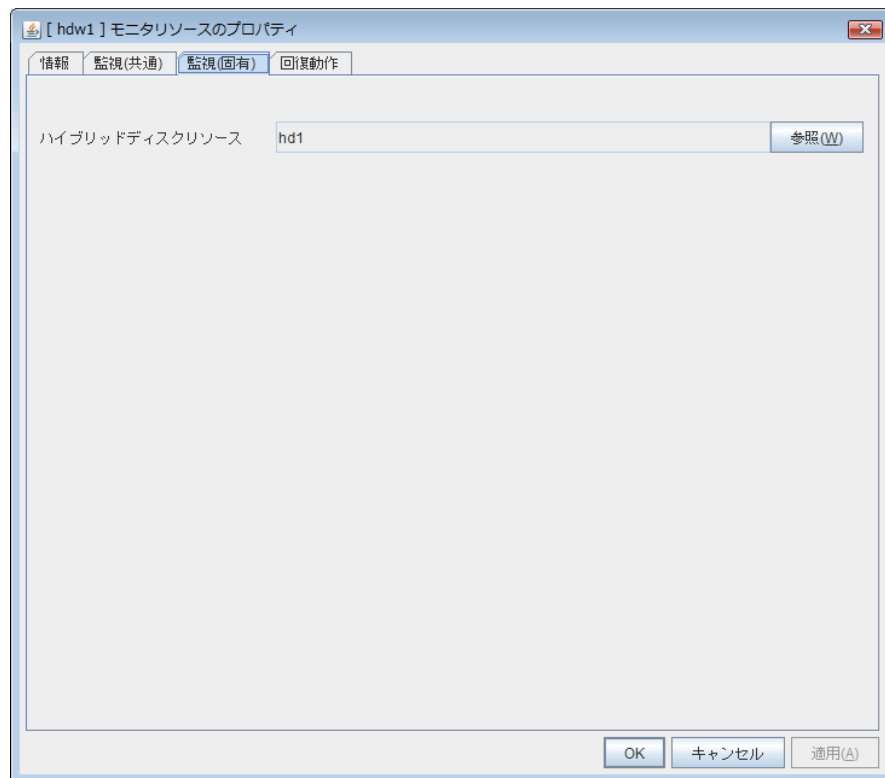 [ hdw1 ] モニタリソースのプロパティ
情報 監視(共通) 監視(固有) 回復動作
ハイブリッドディスクリソース hd1 参照(W)
OK キャンセル 適用(A)